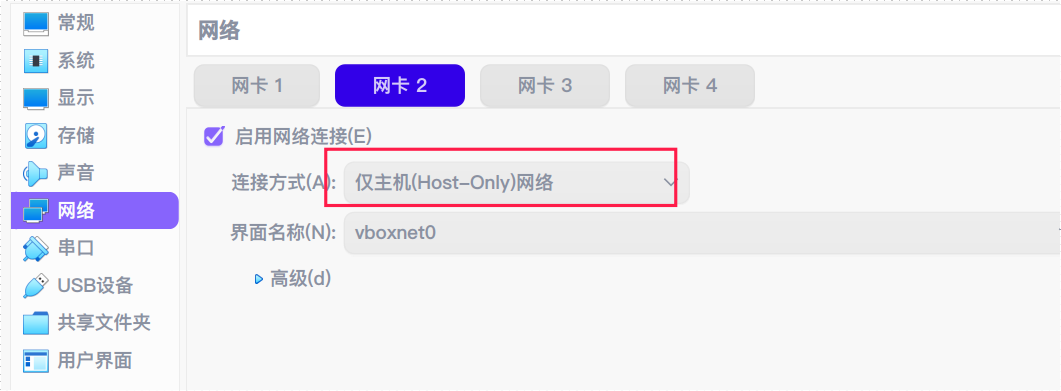 常规
系统
显示
存储
声音
网络
串口
USB设备
共享文件夹
用户界面
网络
网卡 1 网卡 2 网卡 3 网卡 4
启用网络连接(E)
连接方式(A): 仅主机(Host-Only)网络
界面名称(N): vboxnet0
高级(d)